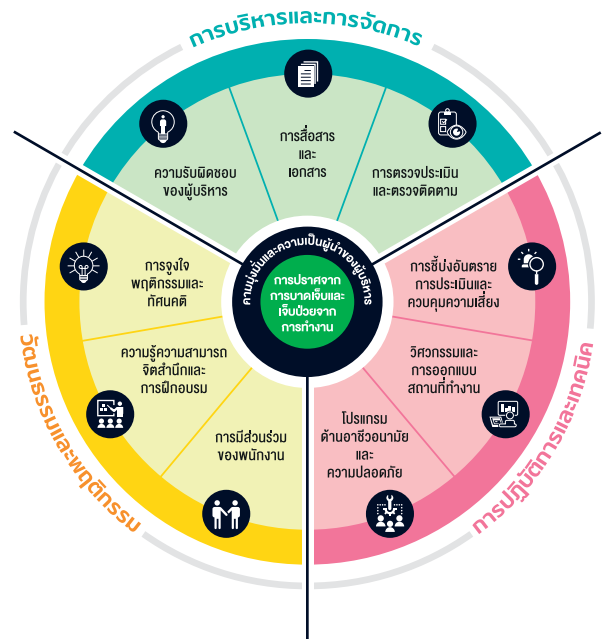 การบริหารและการจัดการ
ความรับผิดชอบ
ของผู้บริหาร
การสื่อสาร
และ
เอกสาร
การตรวจประเมิน
และตรวจติดตาม
การชี้บ่งอันตราย
การประเมินและ
ควบคุมความเสี่ยง
วิศวกรรมและ
การออกแบบ
สถานที่ทำงาน
โปรแกรม
ด้านอาชีวอนามัย
และ
ความปลอดภัย
การปฏิบัติการและเทคนิค
การมีส่วนร่วม
ของพนักงาน
ความรู้ความสามารถ
จิตสำนึกและ
การฝึกอบรม
การจูงใจ
พฤติกรรมและ
ทัศนคติ
วัฒนธรรมและพฤติกรรม
ความมุ่งมั่นและความเป็นผู้นำของผู้บริหาร
การปราศจาก
การบาดเจ็บและ
เจ็บป่วยจาก
การทำงาน